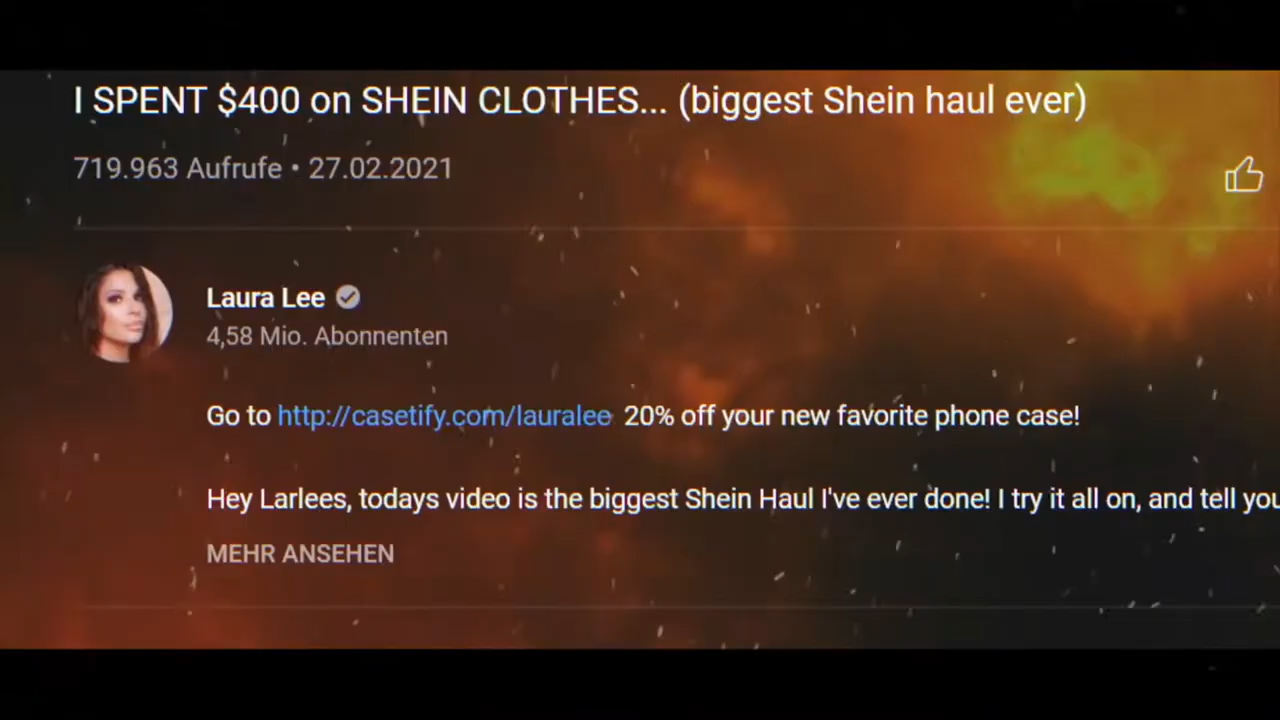 I SPENT $400 on SHEIN CLOTHES... (biggest Shein haul ever)
719.963 Aufrufe • 27.02.2021
Laura Lee
4,58 Mio. Abonnenten
Go to http://casetify.com/lauralee 20% off your new favorite phone case!
Hey Larlees, todays video is the biggest Shein Haul I've ever done! I try it all on, and tell you
MEHR ANSEHEN